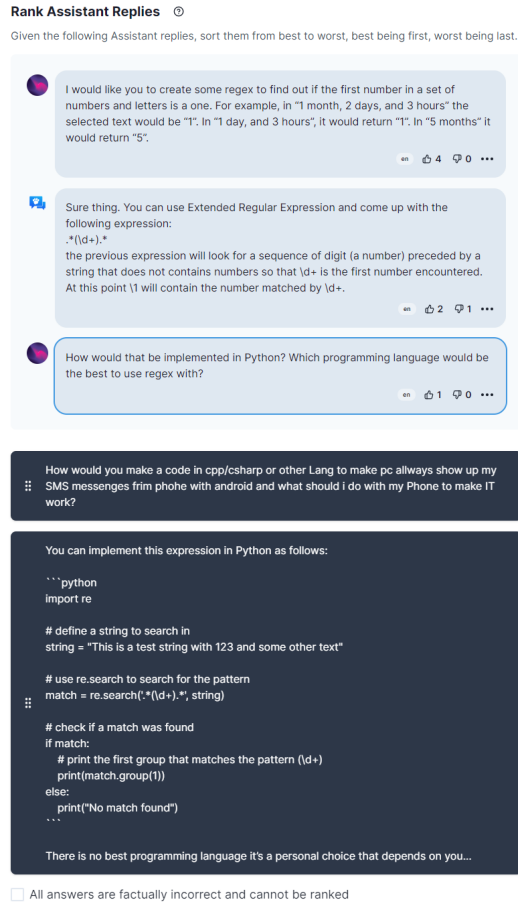 Rank Assistant Replies
Given the following Assistant replies, sort them from best to worst, best being first, worst being last.
I would like you to create some regex to find out if the first number in a set of
numbers and letters is a one. For example, in “1 month, 2 days, and 3 hours” the
selected text would be “1”. In “1 day, and 3 hours”, it would return “1”. In “5 months” it
would return “5”.
en 4 0
Sure thing. You can use Extended Regular Expression and come up with the
following expression:
.*(\d+).*
the previous expression will look for a sequence of digit (a number) preceded by a
string that does not contains numbers so that \d+ is the first number encountered.
At this point \1 will contain the number matched by \d+.
en 2 1
How would that be implemented in Python? Which programming language would be
the best to use regex with?
en 1 0
How would you make a code in cpp/csharp or other Lang to make pc allways show up my
SMS messenges frim phohe with android and what should i do with my Phone to make IT
work?
You can implement this expression in Python as follows:
```python
import re
# define a string to search in
string = "This is a test string with 123 and some other text"
# use re.search to search for the pattern
match = re.search('.*(\d+).*', string)
# check if a match was found
if match:
# print the first group that matches the pattern (\d+)
print(match.group(1))
else:
print("No match found")
```
There is no best programming language it's a personal choice that depends on you...
All answers are factually incorrect and cannot be ranked